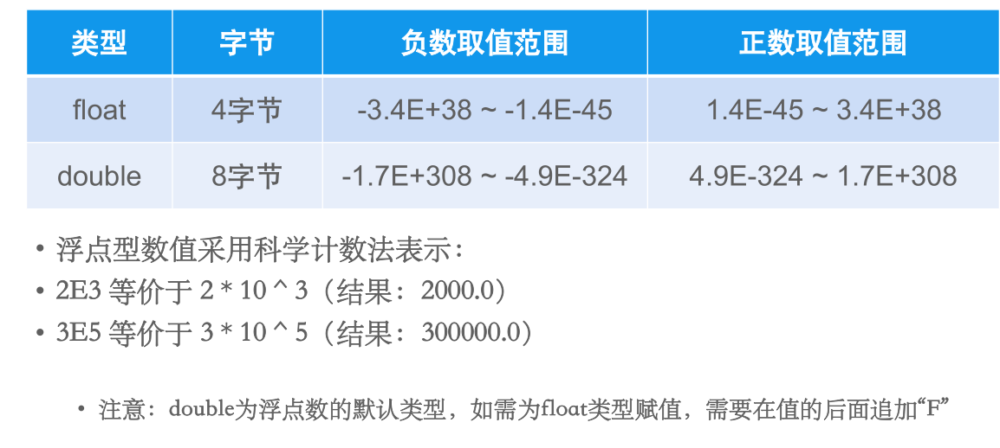 类型 字节 负数取值范围 正数取值范围
float 4字节 -3.4E+38 ~ -1.4E-45 1.4E-45 ~ 3.4E+38
double 8字节 -1.7E+308 ~ -4.9E-324 4.9E-324 ~ 1.7E+308
• 浮点型数值采用科学计数法表示：
• 2E3 等价于 2 * 10 ^ 3（结果：2000.0）
• 3E5 等价于 3 * 10 ^ 5（结果：300000.0）
• 注意：double为浮点数的默认类型，如需为float类型赋值，需要在值的后面追加“F”